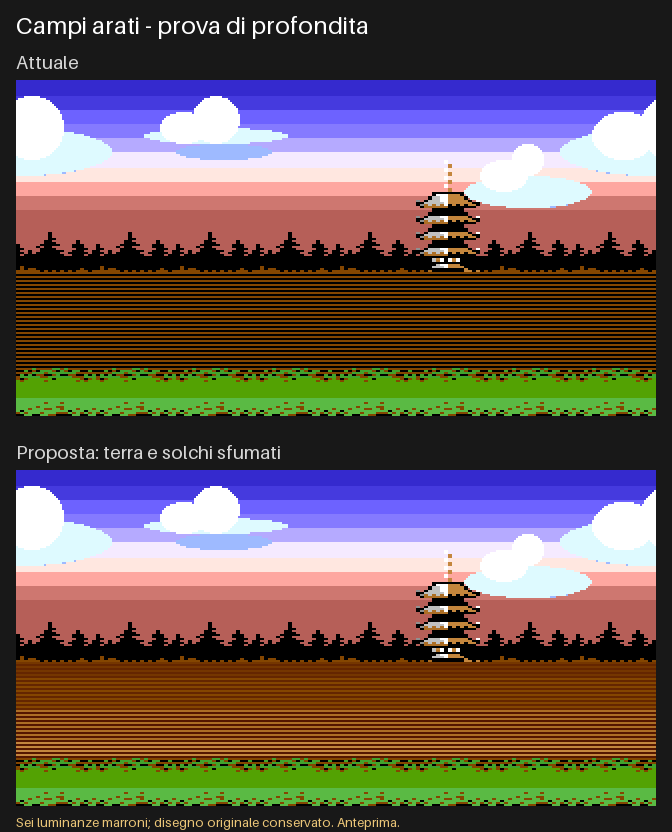 Campi arati - prova di profondita
Attuale
Proposta: terra e solchi sfumati
Sei luminanze marroni; disegno originale conservato. Anteprima.